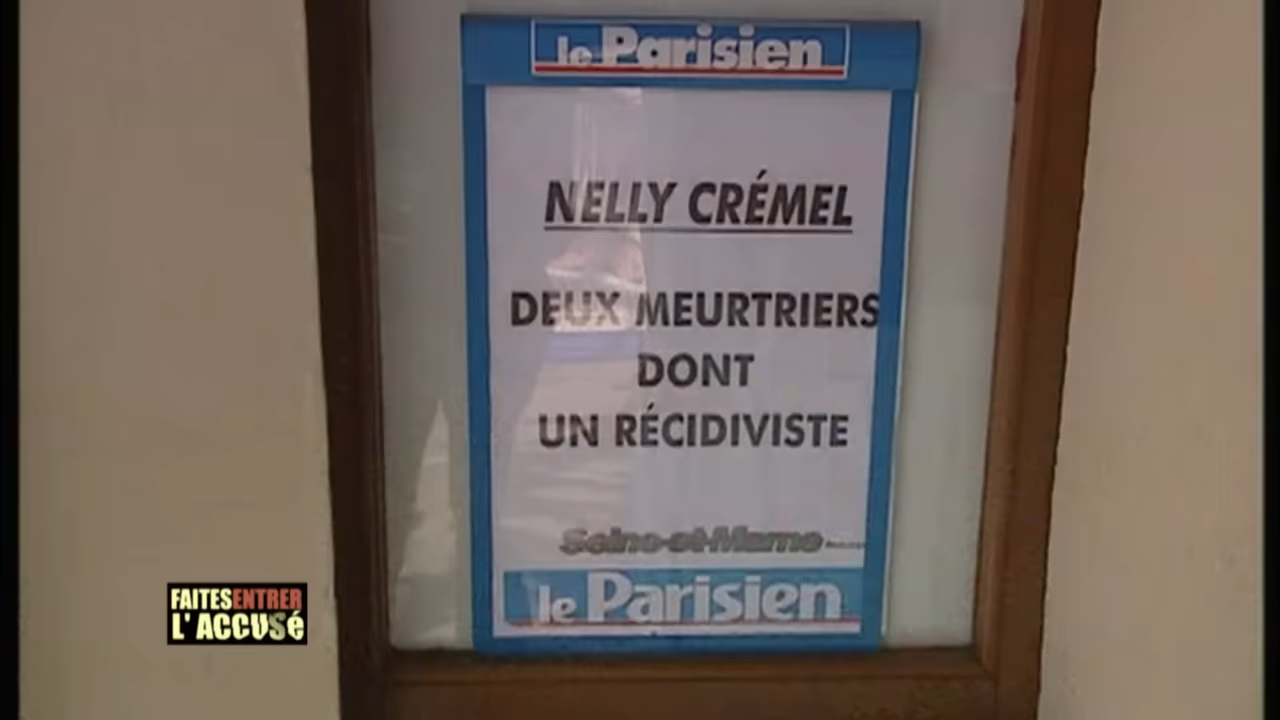 le Parisien
NELLY CRÉMEL
DEUX MEURTRIERS
DONT
UN RÉCIDIVISTE
Seine-et-Marne
le Parisien
FAITES ENTRER
L'ACCUSé